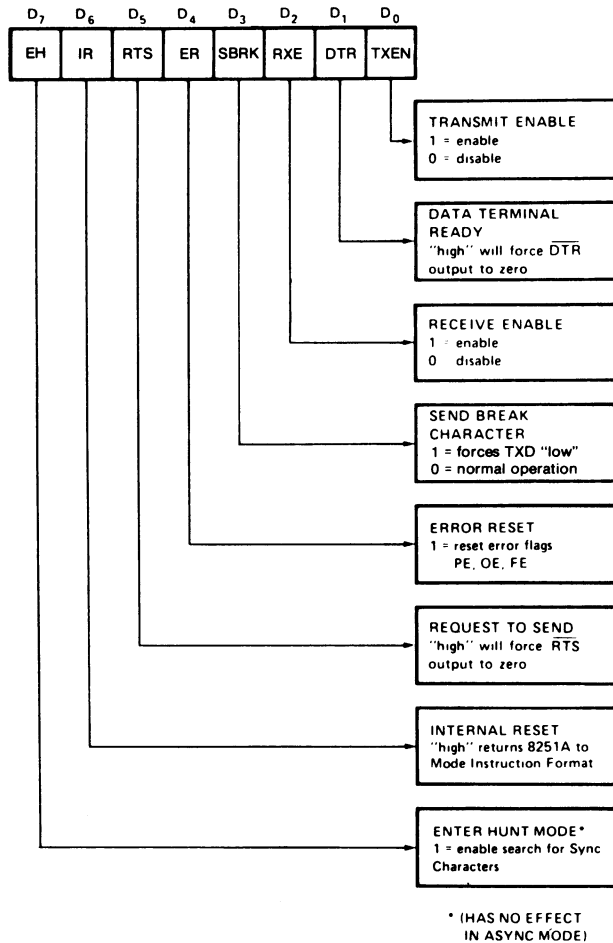 D7 D6 D5 D4 D3 D2 D1 D0
EH IR RTS ER SBRK RXE DTR TXEN
TRANSMIT ENABLE
1 = enable
0 = disable
DATA TERMINAL
READY
"high" will force DTR
output to zero
RECEIVE ENABLE
1 = enable
0 disable
SEND BREAK
CHARACTER
1 = forces TXD "low"
0 = normal operation
ERROR RESET
1 = reset error flags
PE, OE, FE
REQUEST TO SEND
"high" will force RTS
output to zero
INTERNAL RESET
"high" returns 8251A to
Mode Instruction Format
ENTER HUNT MODE*
1 = enable search for Sync
Characters
* (HAS NO EFFECT
IN ASYNC MODE)